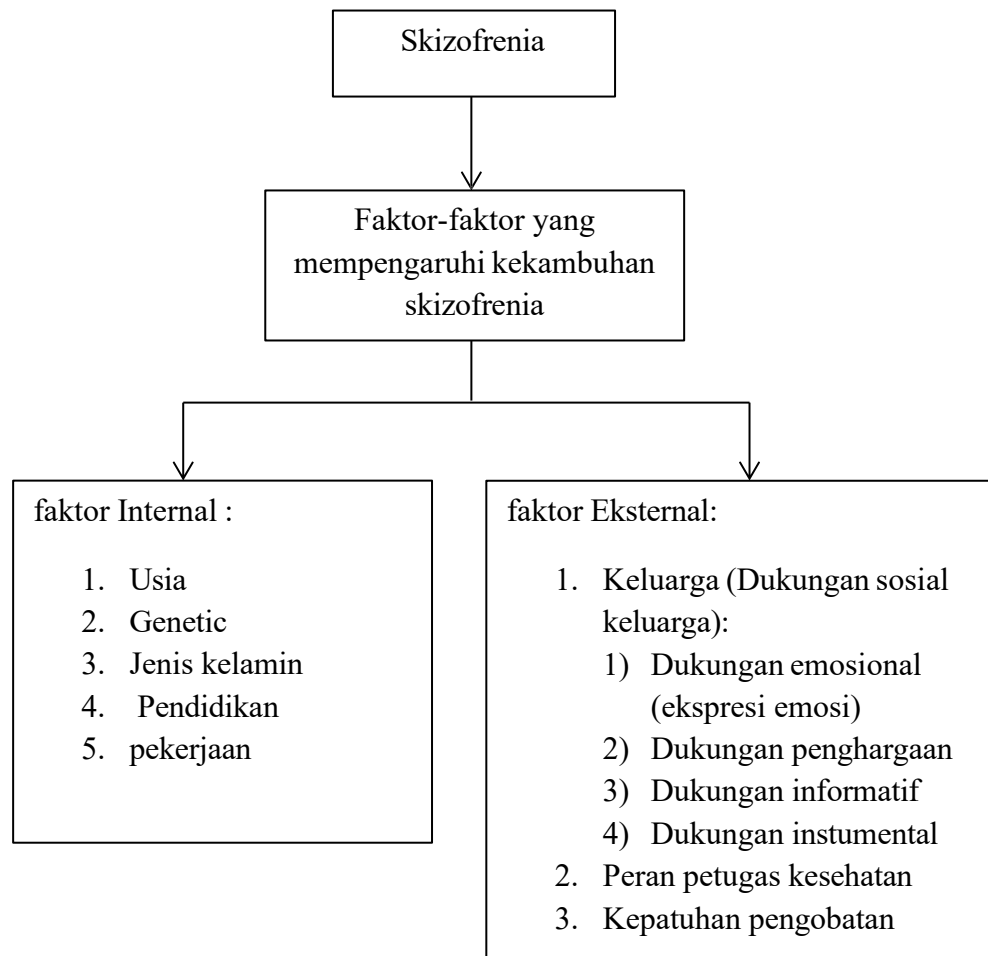 Skizofrenia
Faktor-faktor yang
mempengaruhi kekambuhan
skizofrenia
faktor Internal :
1. Usia
2. Genetic
3. Jenis kelamin
4. Pendidikan
5. pekerjaan
faktor Eksternal:
1. Keluarga (Dukungan sosial
keluarga):
1) Dukungan emosional
(ekspresi emosi)
2) Dukungan penghargaan
3) Dukungan informatif
4) Dukungan instumental
2. Peran petugas kesehatan
3. Kepatuhan pengobatan